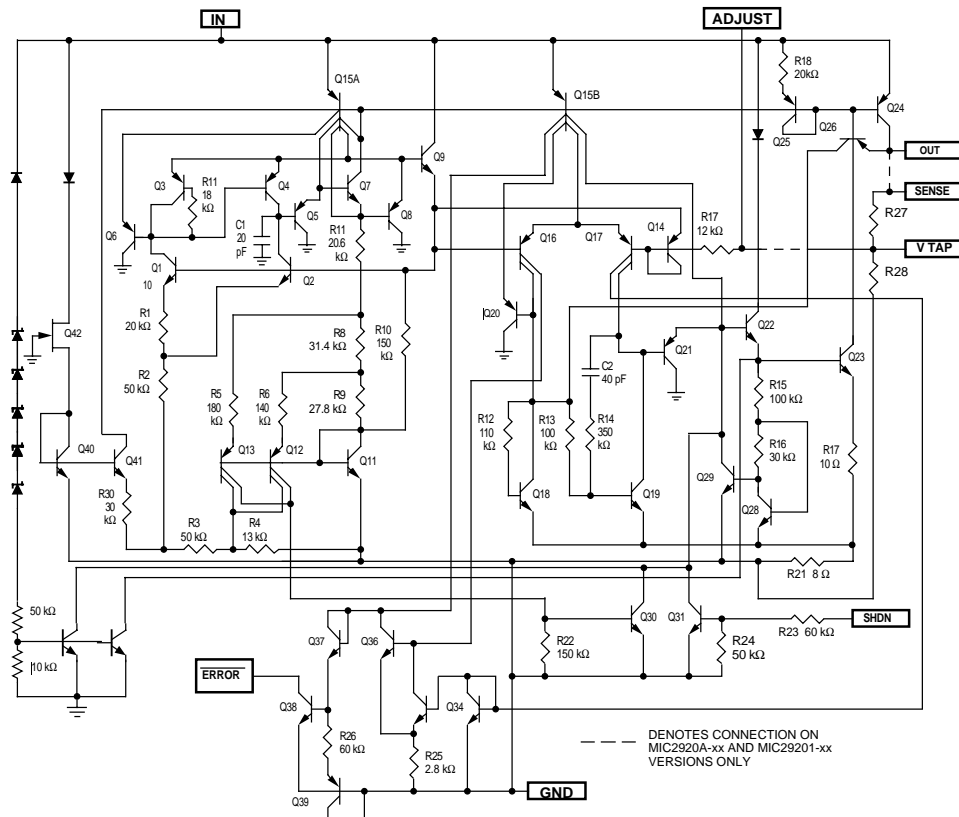 IN
ADJUST
R18
20kΩ
Q15A
Q15B
Q24
Q25
Q26
OUT
Q9
Q3
R11
18
kΩ
Q4
Q7
SENSE
R27
C1
20
pF
Q5
Q8
R11
20.6
kΩ
Q6
Q16
Q17
Q14
R17
12 kΩ
V TAP
R28
Q1
10
Q2
Q42
R1
20 kΩ
R10
150
kΩ
R8
31.4 kΩ
Q20
Q21
Q22
Q23
R2
50 kΩ
C2
40 pF
R5
180
kΩ
R6
140
kΩ
R9
27.8 kΩ
R15
100 kΩ
R12
110
kΩ
R13
100
kΩ
R14
350
kΩ
R16
30 kΩ
R17
10 Ω
Q40
Q41
Q13
Q12
Q11
Q29
R30
30
kΩ
Q18
Q19
Q28
R3
50 kΩ
R4
13 kΩ
R21 8 Ω
50 kΩ
10 kΩ
Q37
Q36
Q30
Q31
SHDN
R23 60 kΩ
R22
150 kΩ
R24
50 kΩ
ERROR
Q38
Q34
R26
60 kΩ
R25
2.8 kΩ
DENOTES CONNECTION ON
MIC2920A-xx AND MIC29201-xx
VERSIONS ONLY
Q39
GND